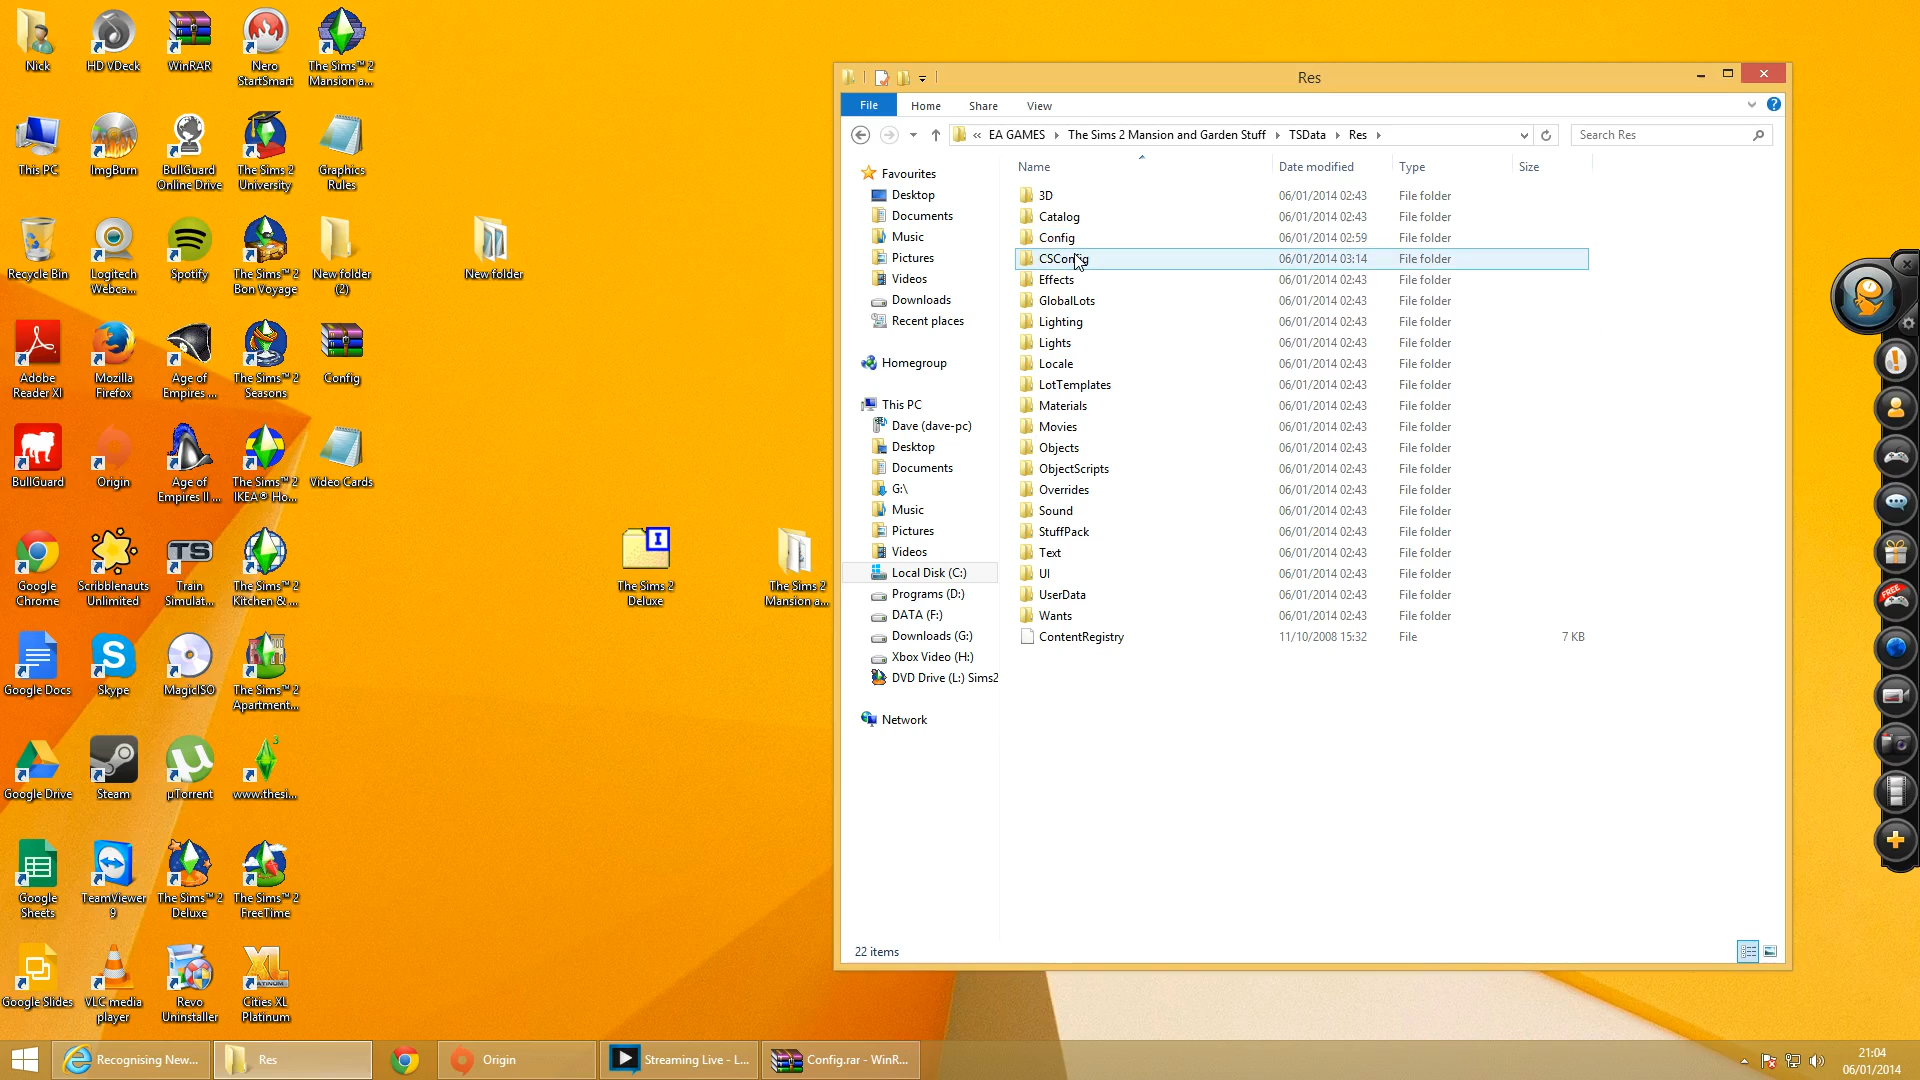 Nick
HD VDeck
WinRAR
Nero
StartSmart
The Sims™ 2
Mansion a...
This PC
ImgBurn
BullGuard
Online Drive
The Sims™ 2
University
Graphics
Rules
Recycle Bin
Logitech
Webca...
Spotify
The Sims™ 2
Bon Voyage
New folder
(2)
New folder
Adobe
Reader XI
Mozilla
Firefox
Age of
Empires ...
The Sims™ 2
Seasons
Config
BullGuard
Origin
Age of
Empires II ...
The Sims™ 2
IKEA® Ho...
Video Cards
Google
Chrome
Scribblenauts
Unlimited
TS
Train
Simulat...
The Sims™ 2
Kitchen &...
The Sims 2
Deluxe
The Sims 2
Mansion a...
Google Docs
Skype
MagicISO
The Sims™ 2
Apartment...
Google Drive
Steam
µTorrent
3
www.thesi...
Google
Sheets
TeamViewer
9
The Sims™ 2
Deluxe
The Sims™ 2
FreeTime
Google Slides
VLC media
player
Revo
Uninstaller
XL
PLATINUM
Cities XL
Platinum
Res
File
Home
Share
View
« EA GAMES
The Sims 2 Mansion and Garden Stuff
TSData
Res
Search Res
Favourites
Desktop
Documents
Music
Pictures
Videos
Downloads
Recent places
Homegroup
This PC
Dave (dave-pc)
Desktop
Documents
G:\
Music
Pictures
Videos
Local Disk (C:)
Programs (D:)
DATA (F:)
Downloads (G:)
Xbox Video (H:)
DVD Drive (L:) Sims2
Network
Name Date modified Type Size
3D 06/01/2014 02:43 File folder
Catalog 06/01/2014 02:43 File folder
Config 06/01/2014 02:59 File folder
CSConfig 06/01/2014 03:14 File folder
Effects 06/01/2014 02:43 File folder
GlobalLots 06/01/2014 02:43 File folder
Lighting 06/01/2014 02:43 File folder
Lights 06/01/2014 02:43 File folder
Locale 06/01/2014 02:43 File folder
LotTemplates 06/01/2014 02:43 File folder
Materials 06/01/2014 02:43 File folder
Movies 06/01/2014 02:43 File folder
Objects 06/01/2014 02:43 File folder
ObjectScripts 06/01/2014 02:43 File folder
Overrides 06/01/2014 02:43 File folder
Sound 06/01/2014 02:43 File folder
StuffPack 06/01/2014 02:43 File folder
Text 06/01/2014 02:43 File folder
UI 06/01/2014 02:43 File folder
UserData 06/01/2014 02:43 File folder
Wants 06/01/2014 02:43 File folder
ContentRegistry 11/10/2008 15:32 File 7 KB
22 items
FREE
Recognising New...
Res
Origin
Streaming Live - L...
Config.rar - WinR...
21:04
06/01/2014